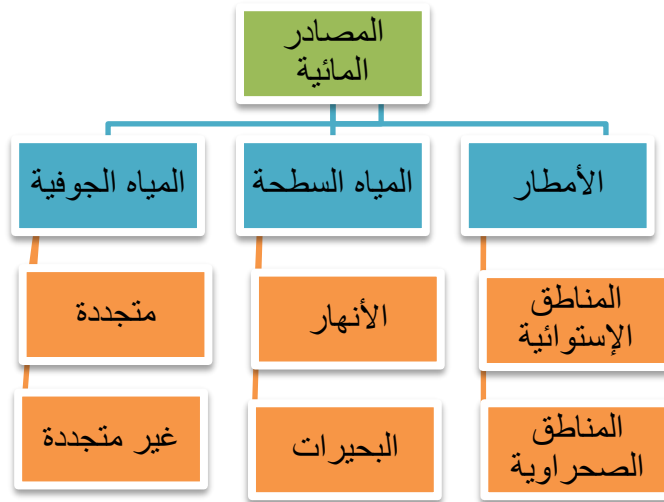 المصادر
المائية
الأمطار
المياه السطحة
المياه الجوفية
المناطق
الإستوائية
الأنهار
متجددة
المناطق
الصحراوية
البحيرات
غير متجددة